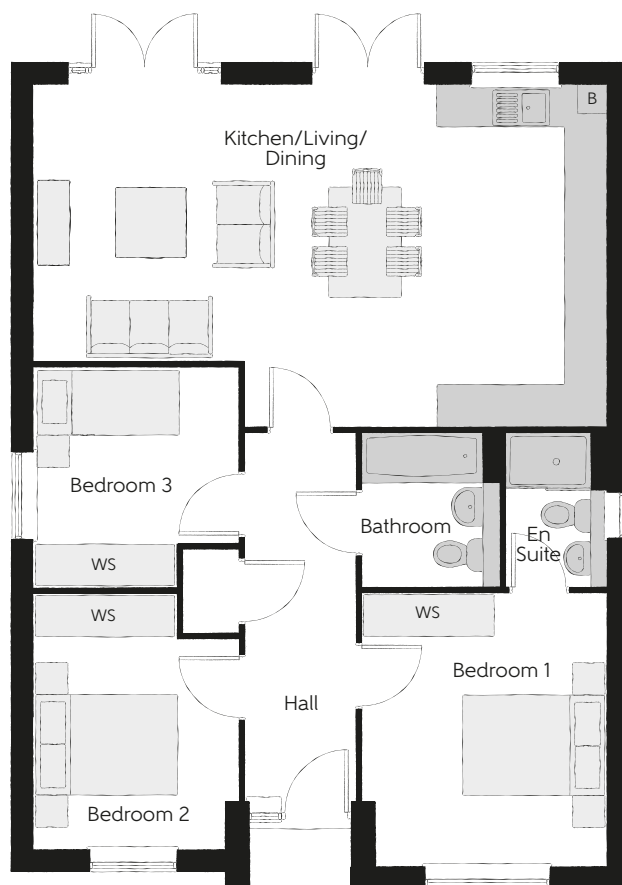 B
Kitchen/Living/
Dining
Bedroom 3
Bathroom
En
Suite
WS
WS
WS
Bedroom 1
Hall
Bedroom 2